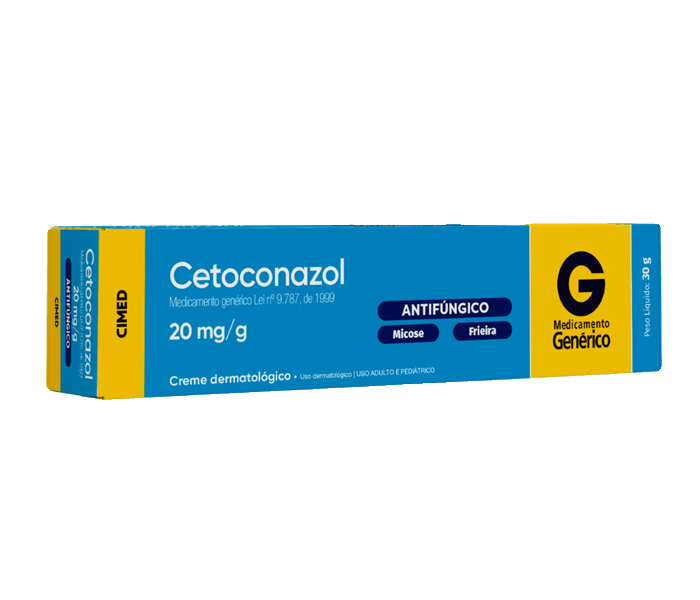 CIMED
ANTIFÚNGICO
20 mg/g
Cetoconazol
CIMED
Cetoconazol
Medicamento genérico Lei nº 9.787, de 1999
20 mg/g
Creme dermatológico • Uso dermatológico | USO ADULTO E PEDIÁTRICO
ANTIFÚNGICO
Micose
Frieira
G
Medicamento
Genérico
Peso Líquido: 30 g